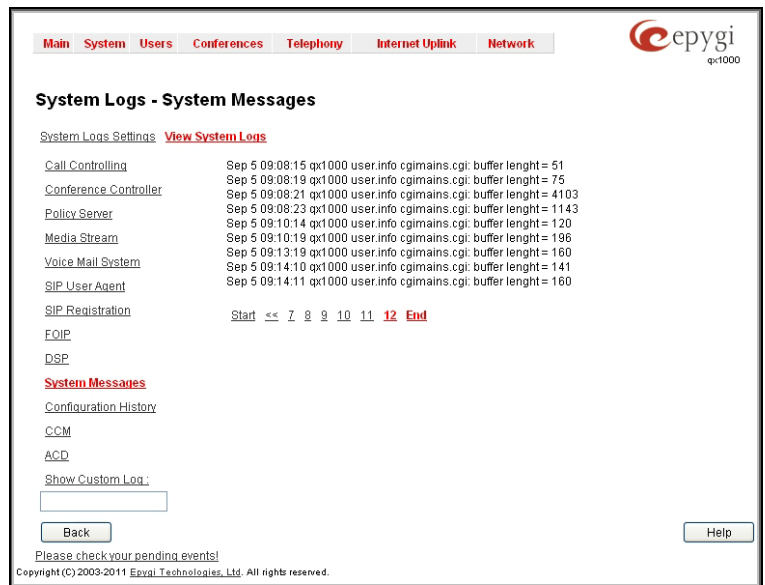 Main System Users Conferences Telephony Internet Uplink Network
epygi
qx1000
System Logs - System Messages
System Logs Settings View System Logs
Call Controlling
Conference Controller
Policy Server
Media Stream
Voice Mail System
SIP User Agent
SIP Registration
FOIP
DSP
System Messages
Configuration History
CCM
ACD
Show Custom Log :
Sep 5 09:08:15 qx1000 user.info cgimains.cgi: buffer lenght = 51
Sep 5 09:08:19 qx1000 user.info cgimains.cgi: buffer lenght = 75
Sep 5 09:08:21 qx1000 user.info cgimains.cgi: buffer lenght = 4103
Sep 5 09:08:23 qx1000 user.info cgimains.cgi: buffer lenght = 1143
Sep 5 09:10:14 qx1000 user.info cgimains.cgi: buffer lenght = 120
Sep 5 09:10:19 qx1000 user.info cgimains.cgi: buffer lenght = 196
Sep 5 09:13:19 qx1000 user.info cgimains.cgi: buffer lenght = 160
Sep 5 09:14:10 qx1000 user.info cgimains.cgi: buffer lenght = 141
Sep 5 09:14:11 qx1000 user.info cgimains.cgi: buffer lenght = 160
Start << 7 8 9 10 11 12 End
Back
Help
Please check your pending events!
Copyright (C) 2003-2011 Epygi Technologies, Ltd. All rights reserved.